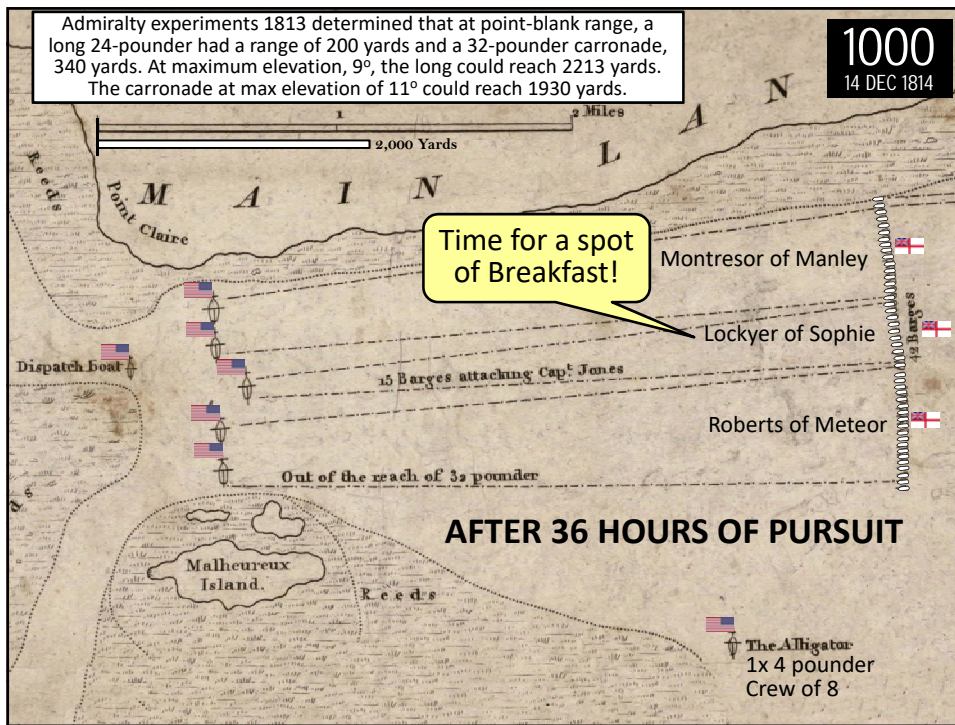 Admiralty experiments 1813 determined that at point-blank range, a
long 24-pounder had a range of 200 yards and a 32-pounder carronade,
340 yards. At maximum elevation, 9º, the long could reach 2213 yards.
The carronade at max elevation of 11º could reach 1930 yards.
1000
14 DEC 1814
1
2 Miles
2,000 Yards
Reeds
Point Claire
MAIN LAN
Time for a spot
of Breakfast!
Montresor of Manley
Lockyer of Sophie
42 Barges
Dispatch boat
15 Barges attacking Capt Jones
Roberts of Meteor
Out of the reach of 32 pounder
ds
AFTER 36 HOURS OF PURSUIT
Malheureux
Island.
Reeds
The Alligator
1x 4 pounder
Crew of 8